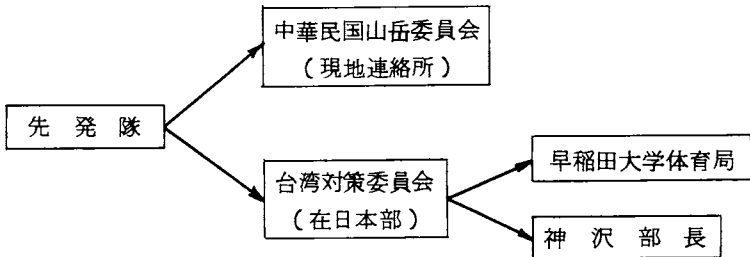 中華民国山岳委員会
(現地連絡所)
先発隊
台湾対策委員会
(在日本部)
早稲田大学体育局
神沢部長